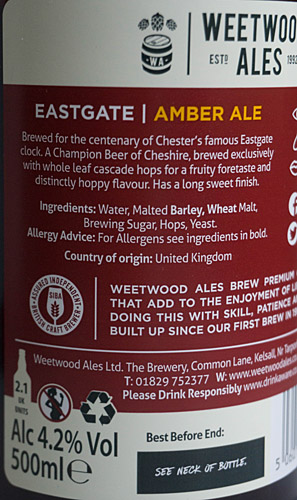 WEETWOOD
ESTD 1992
ALES
WA
EASTGATE | AMBER ALE
Brewed for the centenary of Chester's famous Eastgate
clock. A Champion Beer of Cheshire, brewed exclusively
with whole leaf cascade hops for a fruity foretaste and
distinctly hoppy flavour. Has a long sweet finish.
Ingredients: Water, Malted Barley, Wheat Malt,
Brewing Sugar, Hops, Yeast.
Allergy Advice: For Allergens see ingredients in bold.
Country of origin: United Kingdom
ASSURED INDEPENDENT
SIBA
BRITISH CRAFT BREWER
WEETWOOD ALES BREW PREMIUM
THAT ADD TO THE ENJOYMENT OF
DOING THIS WITH SKILL, PATIENCE
BUILT UP SINCE OUR FIRST BREW IN
Weetwood Ales Ltd. The Brewery, Common Lane, Kelsall, Nr
T: 01829 752377 W: www.weetwoodales
Please Drink Responsibly www.drinkaware
2.1
UK
UNITS
Alc 4.2% Vol
500ml e
Best Before End:
SEE NECK OF BOTTLE.